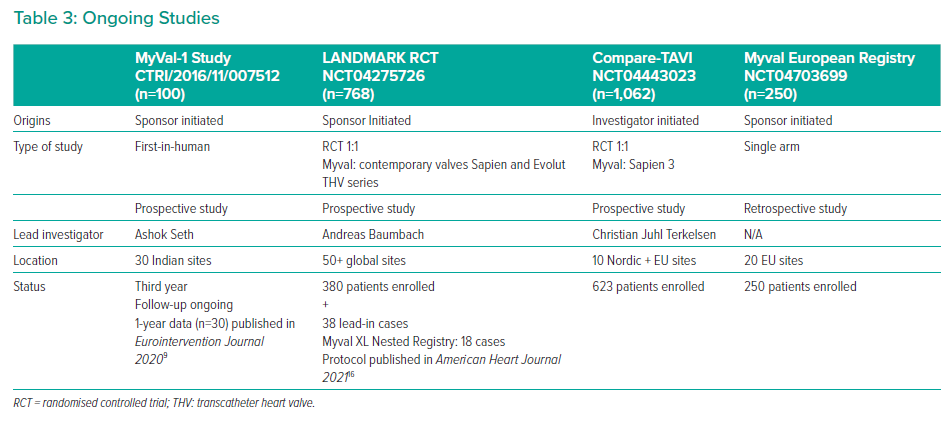 Table 3: Ongoing Studies
MyVal-1 Study
CTRI/2016/11/007512
(n=100)
LANDMARK RCT
NCT04275726
(n=768)
Compare-TAVI
NCT04443023
(n=1,062)
Myval European Registry
NCT04703699
(n=250)
Origins
Sponsor initiated
Sponsor Initiated
Investigator initiated
Sponsor initiated
Type of study
First-in-human
RCT 1:1
Myval: contemporary valves Sapien and Evolut
THV series
RCT 1:1
Myval: Sapien 3
Single arm
Prospective study
Prospective study
Prospective study
Retrospective study
Lead investigator
Ashok Seth
Andreas Baumbach
Christian Juhl Terkelsen
N/A
Location
30 Indian sites
50+ global sites
10 Nordic + EU sites
20 EU sites
Status
Third year
Follow-up ongoing
1-year data (n=30) published in
Eurointervention Journal
2020⁹
380 patients enrolled
+
38 lead-in cases
Myval XL Nested Registry: 18 cases
Protocol published in American Heart Journal
2021¹⁶
623 patients enrolled
250 patients enrolled
RCT = randomised controlled trial; THV: transcatheter heart valve.